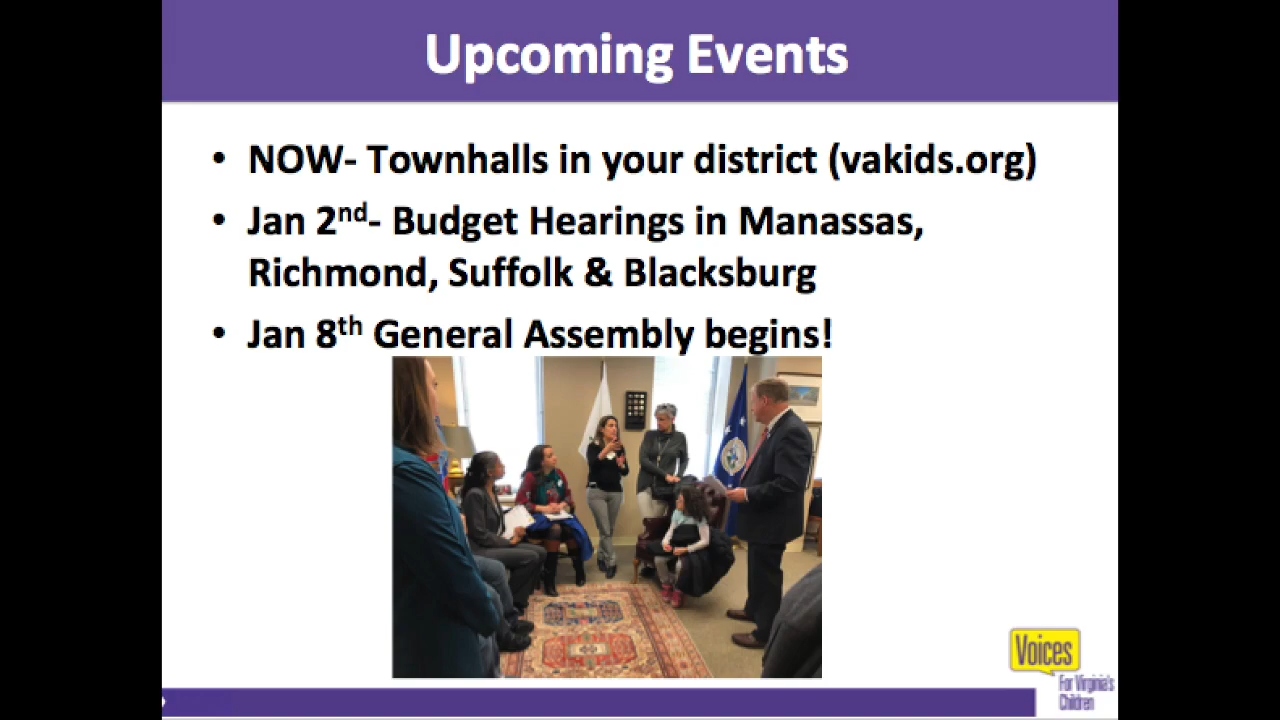 Upcoming Events
• NOW- Townhalls in your district (vakids.org)
• Jan 2nd- Budget Hearings in Manassas,
Richmond, Suffolk & Blacksburg
• Jan 8th General Assembly begins!
Voices
For Virginia's
Children